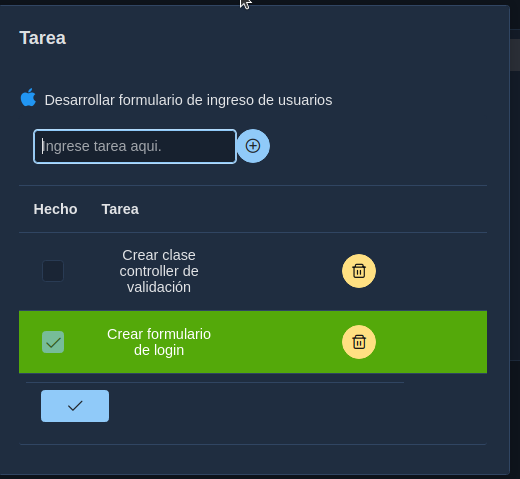 Tarea
Desarrollar formulario de ingreso de usuarios
Ingrese tarea aqui.
Hecho Tarea
Crear clase
controller de
validación
Crear formulario
de login